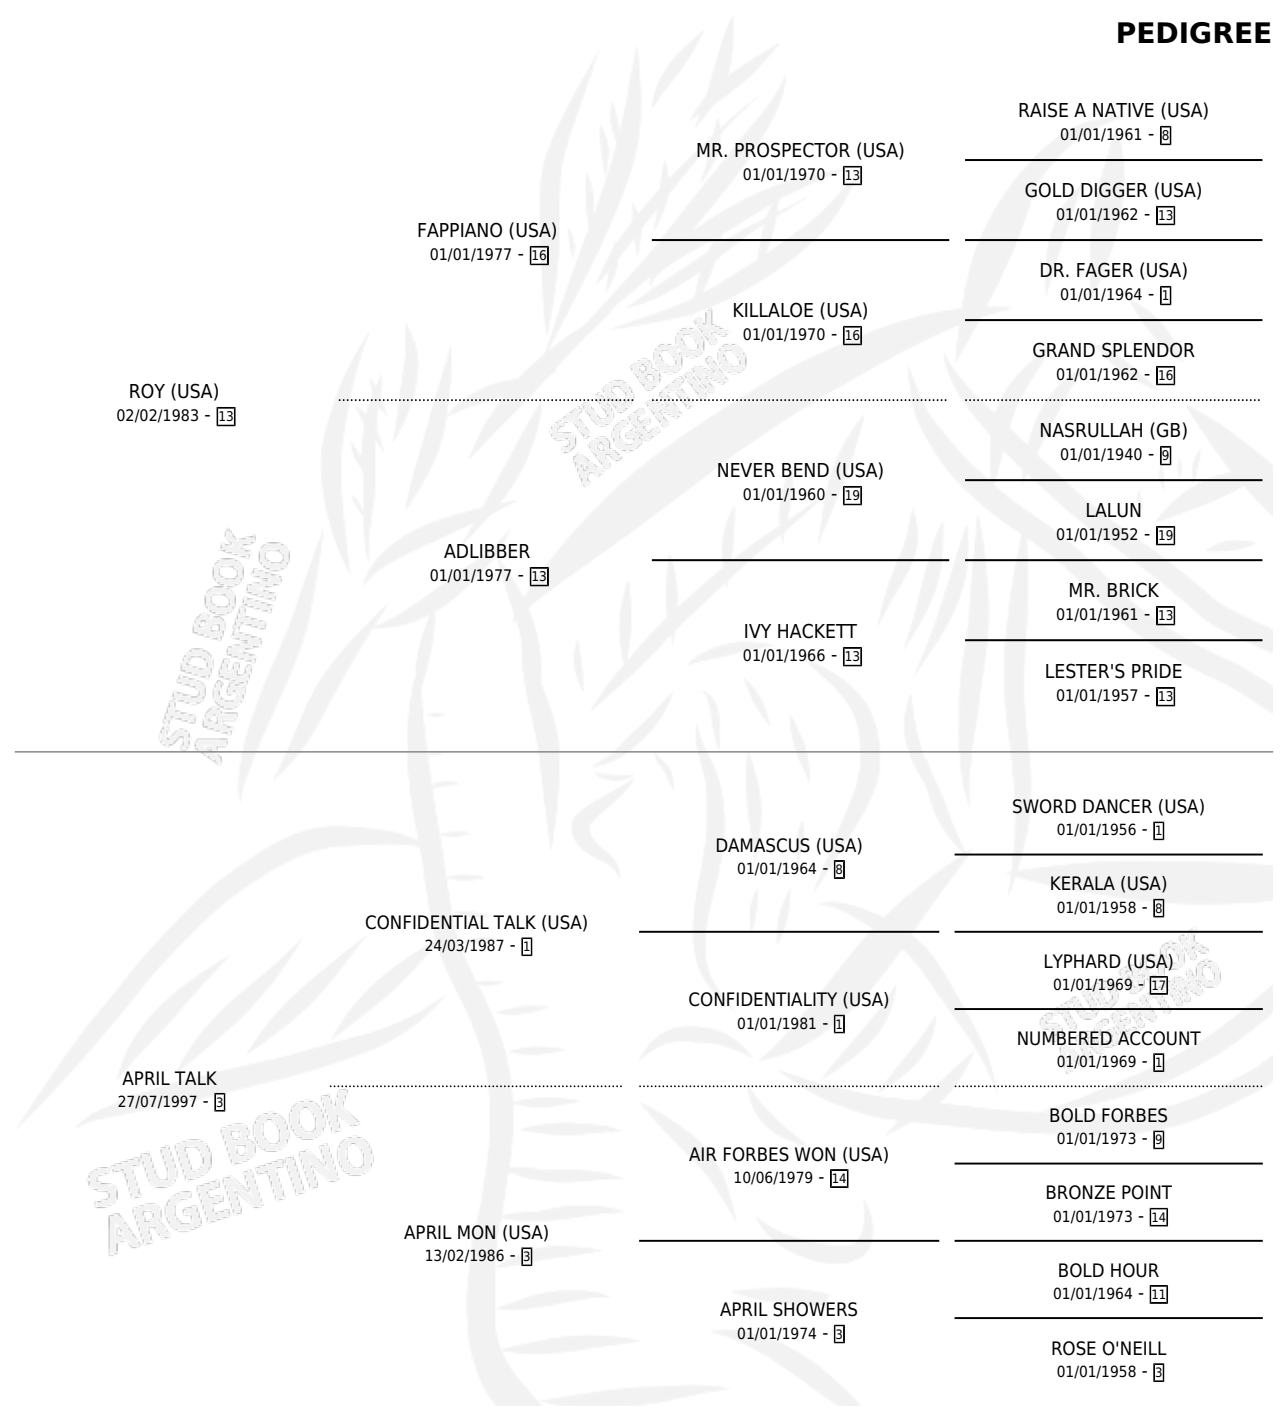 PEDIGREE
RAISE A NATIVE (USA)
01/01/1961 - 8
MR. PROSPECTOR (USA)
01/01/1970 - 13
GOLD DIGGER (USA)
01/01/1962 - 13
FAPPIANO (USA)
01/01/1977 - 16
DR. FAGER (USA)
01/01/1964 - 1
KILLALOE (USA)
01/01/1970 - 16
GRAND SPLENDOR
01/01/1962 - 16
ROY (USA)
02/02/1983 - 13
NASRULLAH (GB)
01/01/1940 - 9
NEVER BEND (USA)
01/01/1960 - 19
LALUN
01/01/1952 - 19
ADLIBBER
01/01/1977 - 13
MR. BRICK
01/01/1961 - 13
IVY HACKETT
01/01/1966 - 13
LESTER'S PRIDE
01/01/1957 - 13
SWORD DANCER (USA)
01/01/1956 - 1
DAMASCUS (USA)
01/01/1964 - 8
KERALA (USA)
01/01/1958 - 8
CONFIDENTIAL TALK (USA)
24/03/1987 - 1
LYPHARD (USA)
01/01/1969 - 17
CONFIDENTIALITY (USA)
01/01/1981 - 1
NUMBERED ACCOUNT
01/01/1969 - 1
APRIL TALK
27/07/1997 - 3
BOLD FORBES
01/01/1973 - 9
AIR FORBES WON (USA)
10/06/1979 - 14
BRONZE POINT
01/01/1973 - 14
APRIL MON (USA)
13/02/1986 - 3
BOLD HOUR
01/01/1964 - 11
APRIL SHOWERS
01/01/1974 - 3
ROSE O'NEILL
01/01/1958 - 3
STUD BOOK
ARGENTINO
STUD BOOK
ARGENTINO
STUD BOOK
ARGENTINO
STUD BOOK
ARGENTINO